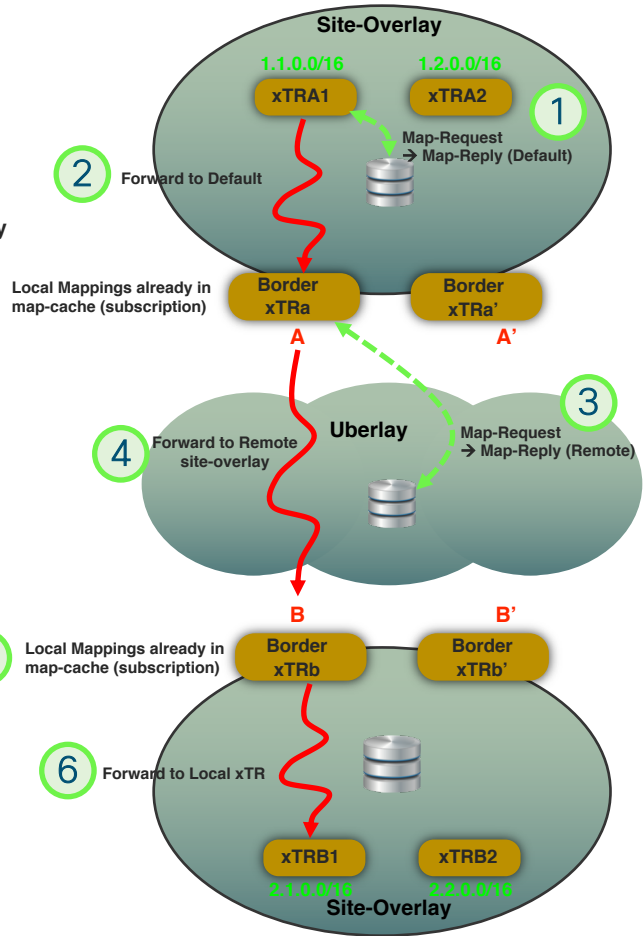 Site-Overlay
1.1.0.0/16
1.2.0.0/16
xTRA1
xTRA2
1
Map-Request
→ Map-Reply (Default)
2
Forward to Default
y
Local Mappings already in
map-cache (subscription)
Border
xTRa
Border
xTRa’
A
A’
3
Uberlay
4
Forward to Remote
site-overlay
Map-Request
→ Map-Reply (Remote)
B
B’
Local Mappings already in
map-cache (subscription)
Border
xTRb
Border
xTRb’
6
Forward to Local xTR
xTRB1
xTRB2
2.1.0.0/16
2.2.0.0/16
Site-Overlay